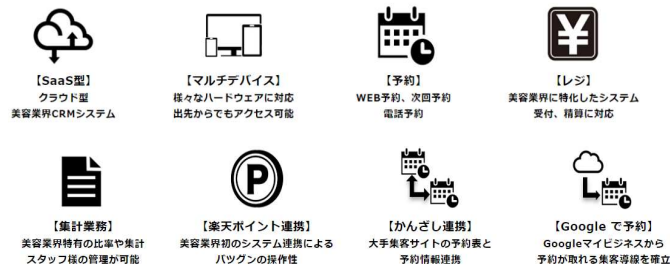 【SaaS型】
クラウド型
美容業界CRMシステム
【マルチデバイス】
様々なハードウェアに対応
出先からでもアクセス可能
【予約】
WEB予約、次回予約
電話予約
¥
【レジ】
美容業界に特化したシステム
受付、精算に対応
【集計業務】
美容業界特有の比率や集計
スタッフ様の管理が可能
P
【楽天ポイント連携】
美容業界初のシステム連携による
バツグンの操作性
【かんざし連携】
大手集客サイトの予約表と
予約情報連携
【Google で予約】
Googleマイビジネスから
予約が取れる集客導線を確立